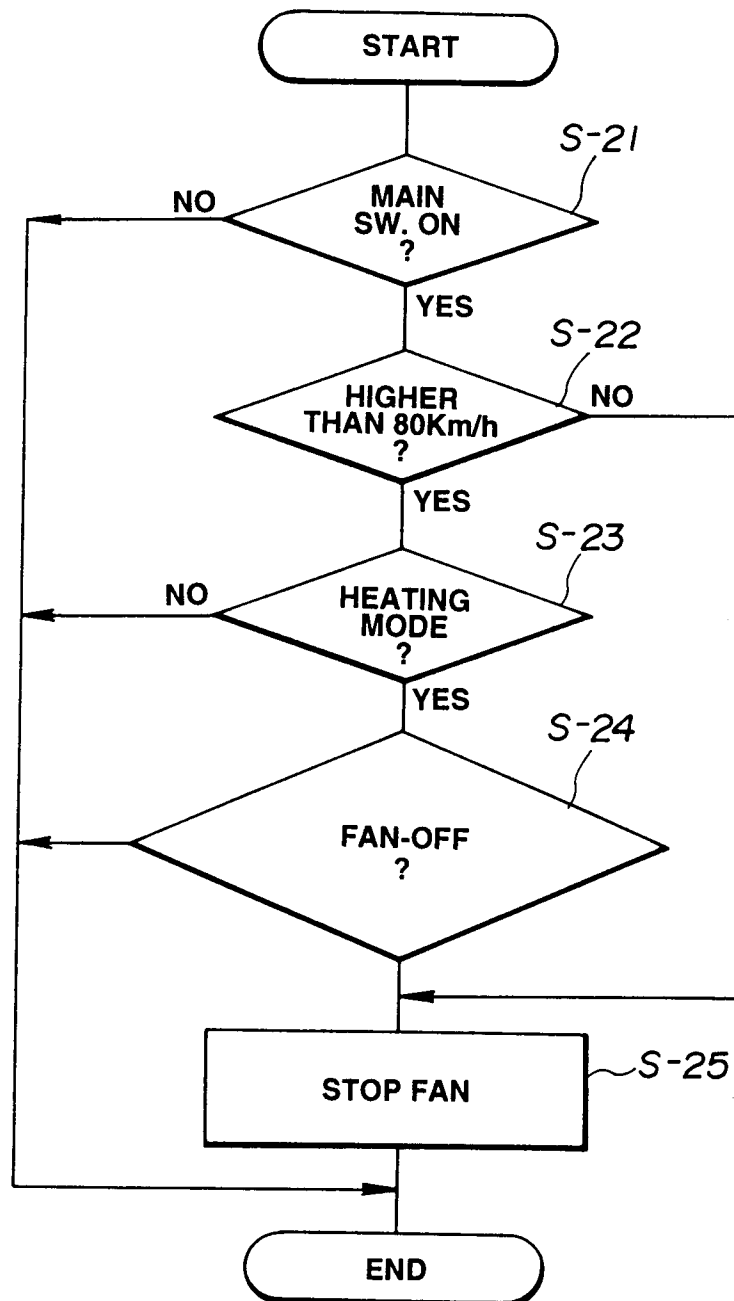 START
S-21
NO
MAIN
SW. ON
?
YES
S-22
HIGHER
THAN 80Km/h
?
NO
YES
S-23
NO
HEATING
MODE
?
YES
S-24
FAN-OFF
?
STOP FAN
S-25
END